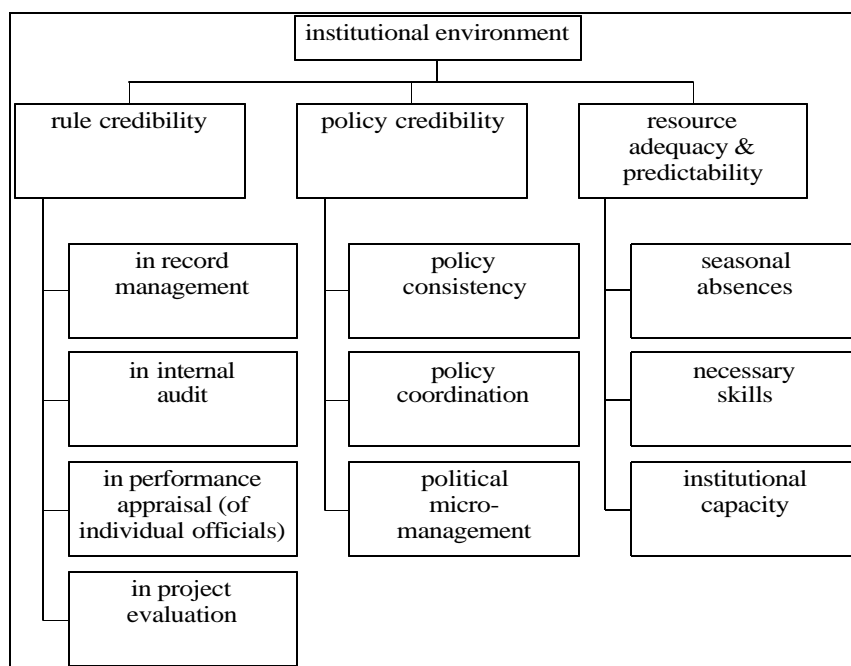 institutional environment
rule credibility
policy credibility
resource
adequacy &
predictability
in record
management
policy
consistency
seasonal
absences
in internal
audit
policy
coordination
necessary
skills
in performance
appraisal (of
individual officials)
political
micro-
management
institutional
capacity
in project
evaluation